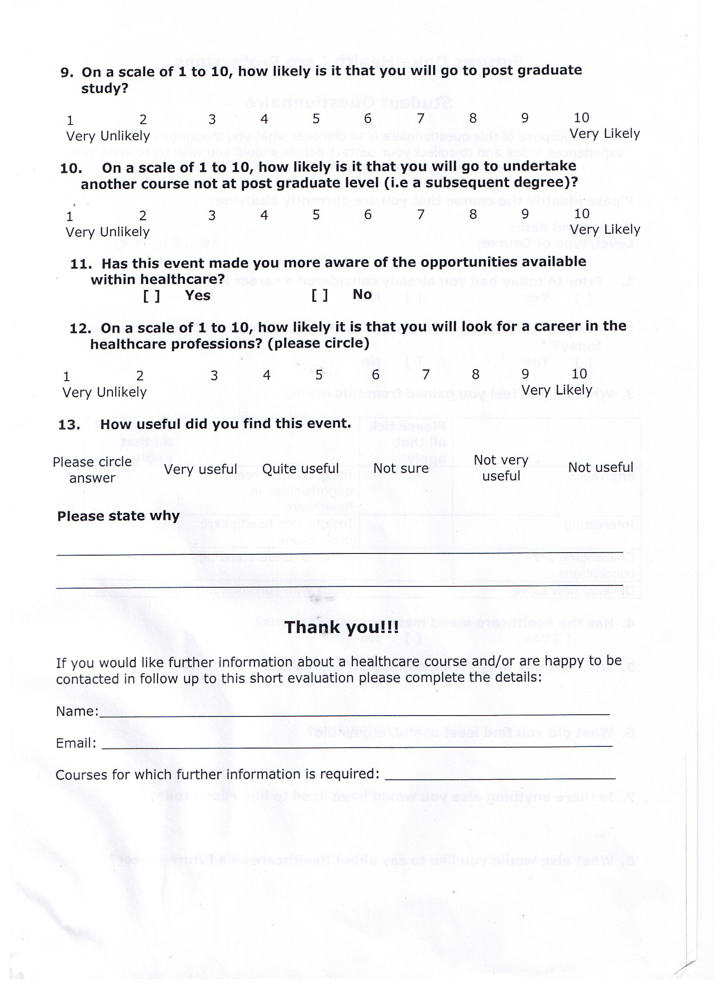 9. On a scale of 1 to 10, how likely is it that you will go to post graduate
study?
1 2 3 4 5 6 7 8 9 10
Very Unlikely Very Likely
10. On a scale of 1 to 10, how likely is it that you will go to undertake
another course not at post graduate level (i.e a subsequent degree)?
1 2 3 4 5 6 7 8 9 10
Very Unlikely Very Likely
11. Has this event made you more aware of the opportunities available
within healthcare?
[ ] Yes [ ] No
12. On a scale of 1 to 10, how likely it is that you will look for a career in the
healthcare professions? (please circle)
1 2 3 4 5 6 7 8 9 10
Very Unlikely Very Likely
13. How useful did you find this event.
Please circle
answer
Very useful Quite useful Not sure
Not very
useful
Not useful
Please state why
Thank you!!!
If you would like further information about a healthcare course and/or are happy to be
contacted in follow up to this short evaluation please complete the details:
Name:
Email:
Courses for which further information is required: